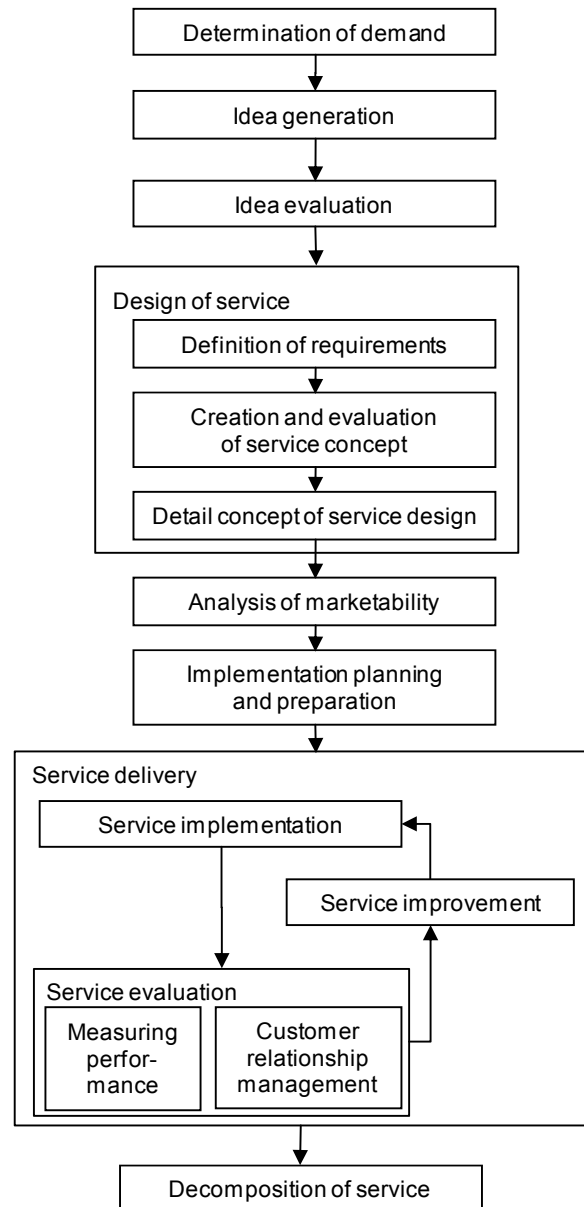 Determination of demand
Idea generation
Idea evaluation
Design of service
Definition of requirements
Creation and evaluation
of service concept
Detail concept of service design
Analysis of marketability
Implementation planning
and preparation
Service delivery
Service implementation
Service improvement
Service evaluation
Measuring
perfor-
mance
Customer
relationship
management
Decomposition of service